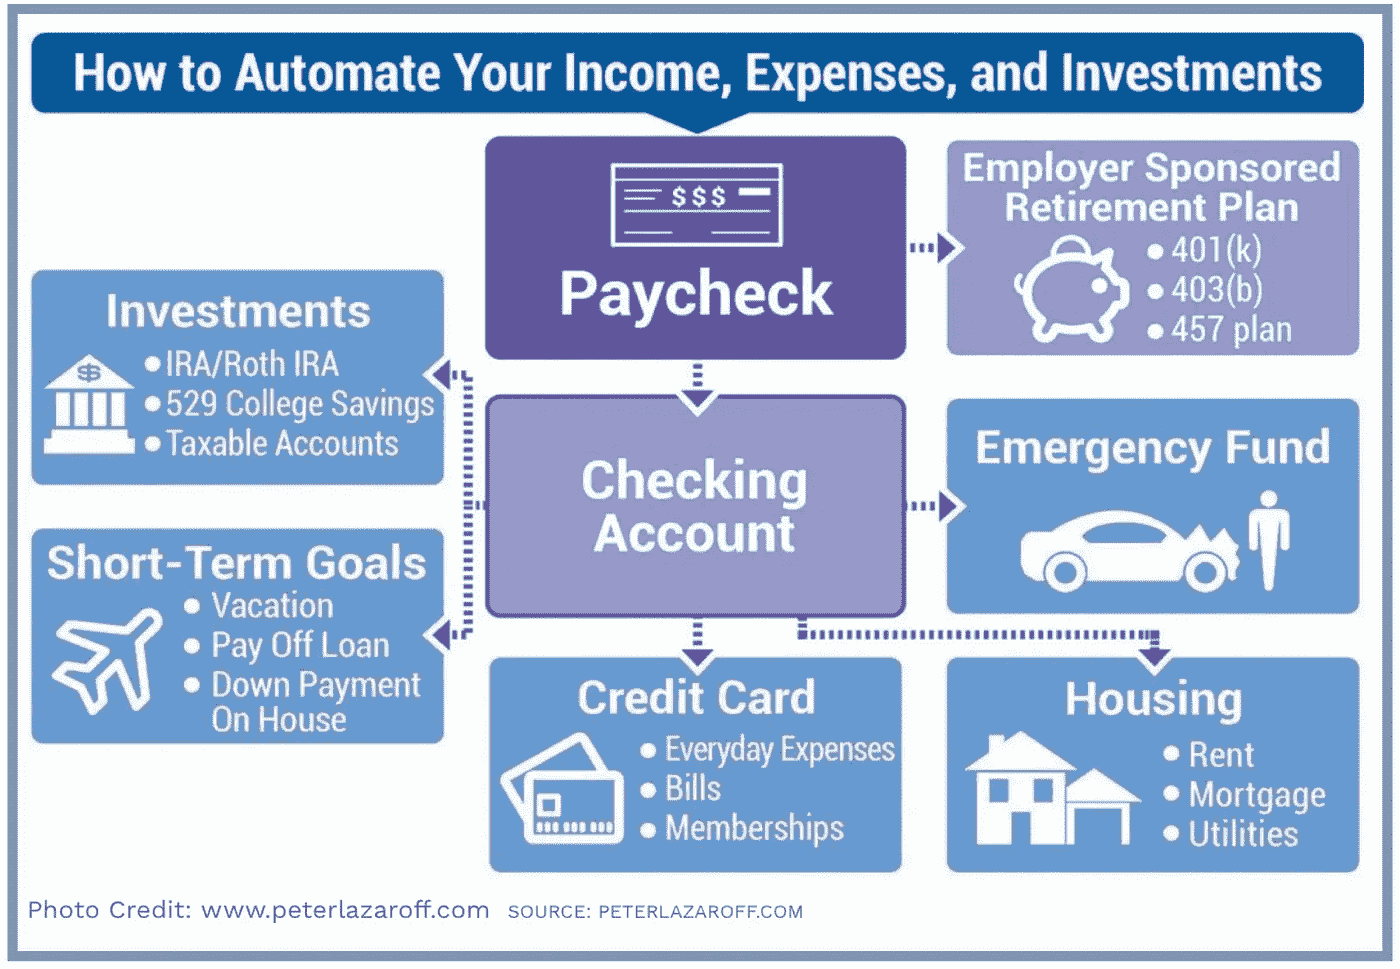 How to Automate Your Income, Expenses, and Investments
$ $ $
Paycheck
Employer Sponsored
Retirement Plan
• 401(k)
• 403(b)
• 457 plan
Investments
$
• IRA/Roth IRA
• 529 College Savings
• Taxable Accounts
Checking
Account
Emergency Fund
Short-Term Goals
• Vacation
• Pay Off Loan
• Down Payment
On House
Credit Card
• Everyday Expenses
• Bills
• Memberships
Housing
• Rent
• Mortgage
• Utilities
Photo Credit: www.peterlazaroff.com SOURCE: PETERLAZAROFF.COM